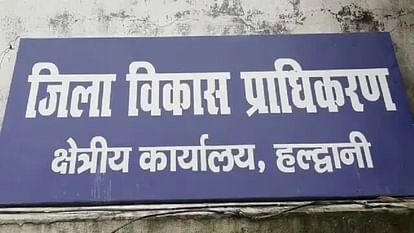 जिला विकास प्राधिकरण
क्षेत्रीय कार्यालय, हल्द्वानी